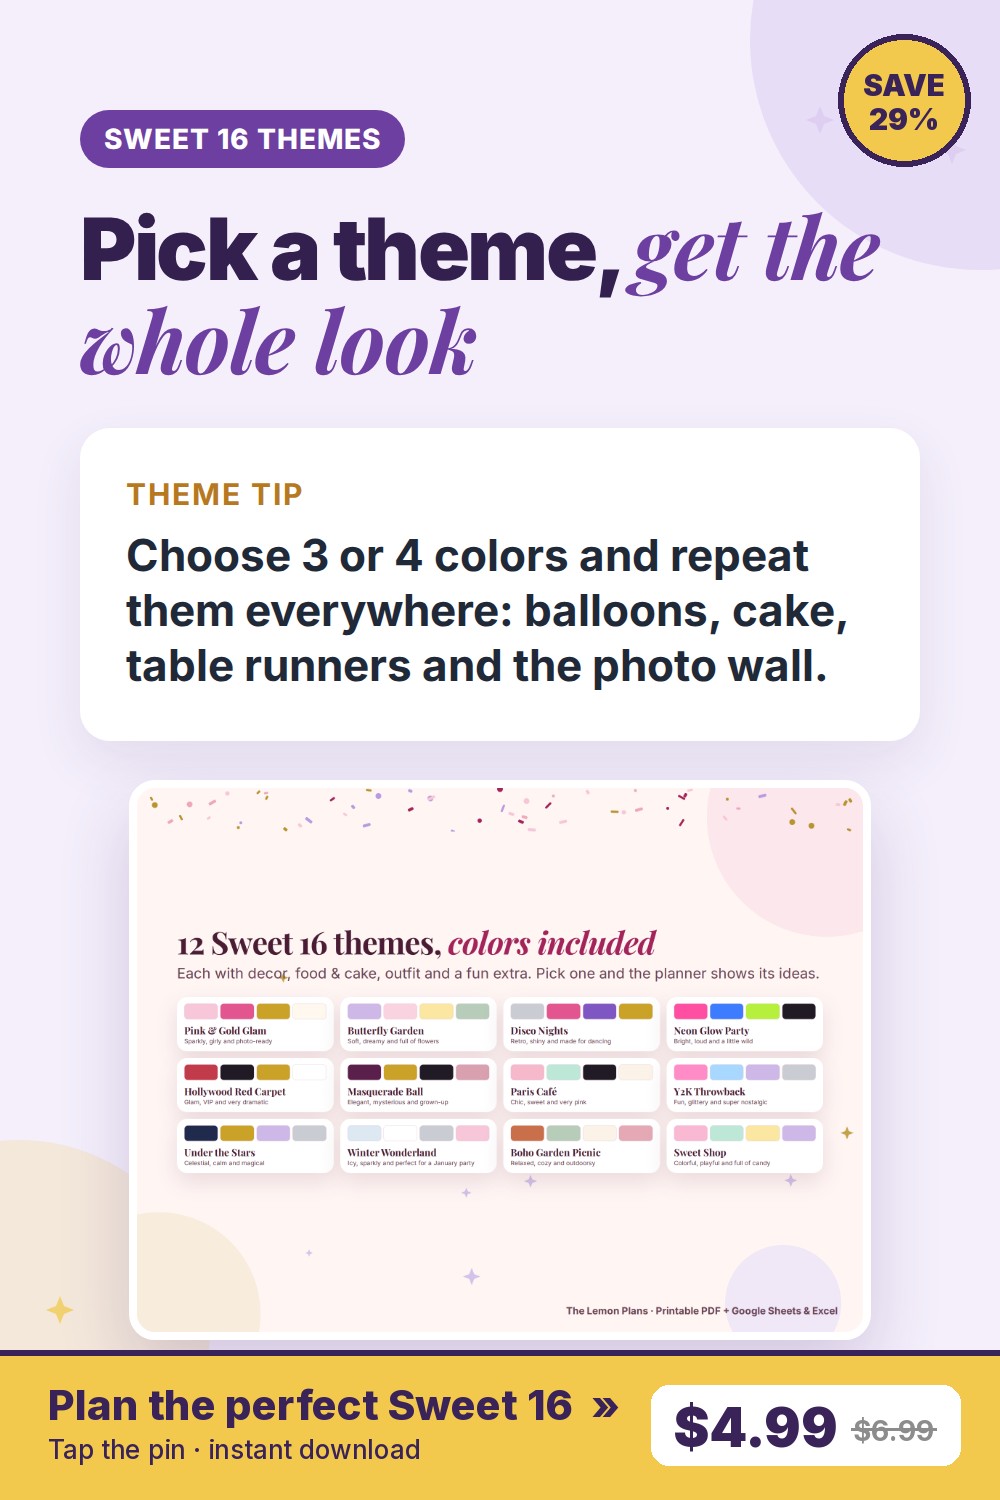 SAVE
29%
SWEET 16 THEMES
Pick a theme, get the
whole look
THEME TIP
Choose 3 or 4 colors and repeat
them everywhere: balloons, cake,
table runners and the photo wall.
12 Sweet 16 themes, colors included
Each with decor, food & cake, outfit and a fun extra. Pick one and the planner shows its ideas.
Pink & Gold Glam
Sparkly, girly and photo-ready
Butterfly Garden
Soft, dreamy and full of flowers
Disco Nights
Retro, shiny and made for dancing
Neon Glow Party
Bright, loud and a little wild
Hollywood Red Carpet
Glam, VIP and very dramatic
Masquerade Ball
Elegant, mysterious and grown-up
Paris Café
Chic, sweet and very pink
Y2K Throwback
Fun, glittery and super nostalgic
Under the Stars
Celestial, calm and magical
Winter Wonderland
Icy, sparkly and perfect for a January party
Boho Garden Picnic
Relaxed, cozy and outdoorsy
Sweet Shop
Colorful, playful and full of candy
The Lemon Plans · Printable PDF + Google Sheets & Excel
Plan the perfect Sweet 16 »
Tap the pin · instant download
$4.99 $6.99